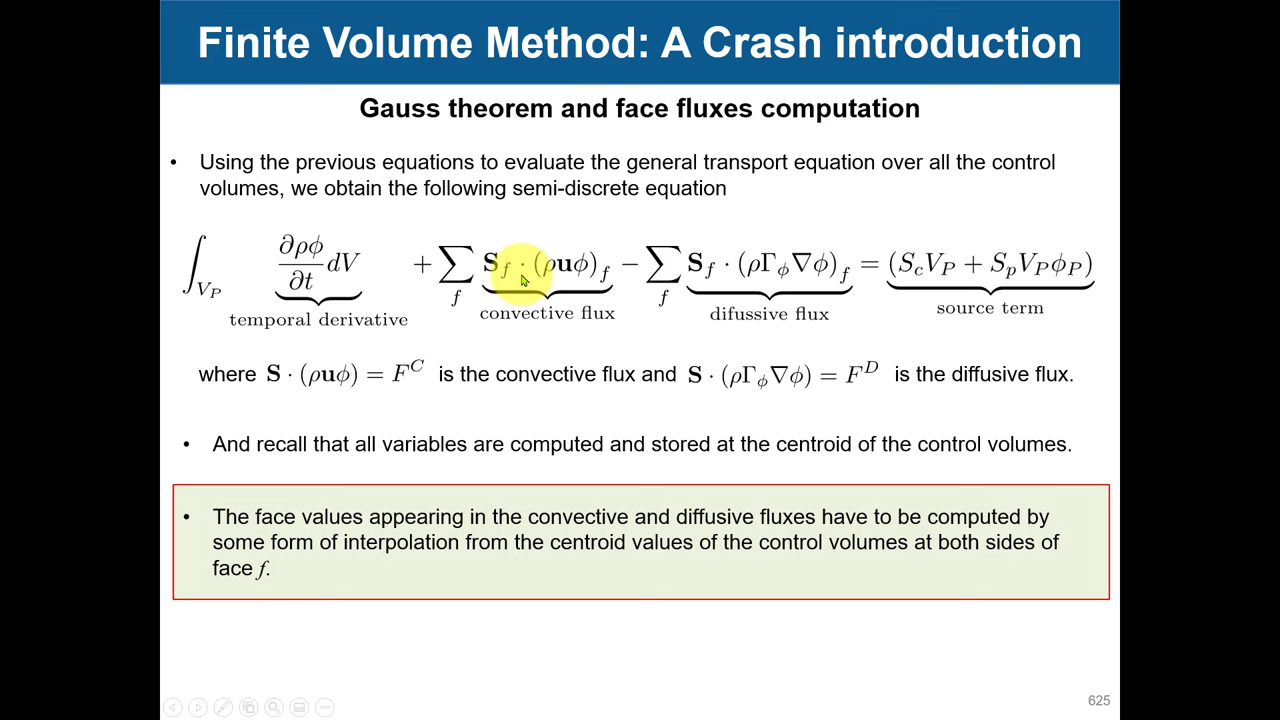 Finite Volume Method: A Crash introduction
Gauss theorem and face fluxes computation
• Using the previous equations to evaluate the general transport equation over all the control
volumes, we obtain the following semi-discrete equation
∫_{V_P} ∂ρϕ/∂t dV + ∑_f S_f · (ρuϕ)_f − ∑_f S_f · (ρΓ_ϕ∇ϕ)_f = (S_cV_P + S_pV_Pϕ_P)
temporal derivative convective flux difussive flux source term
where S · (ρuϕ) = F^C is the convective flux and S · (ρΓ_ϕ∇ϕ) = F^D is the diffusive flux.
• And recall that all variables are computed and stored at the centroid of the control volumes.
• The face values appearing in the convective and diffusive fluxes have to be computed by
some form of interpolation from the centroid values of the control volumes at both sides of
face f.
625